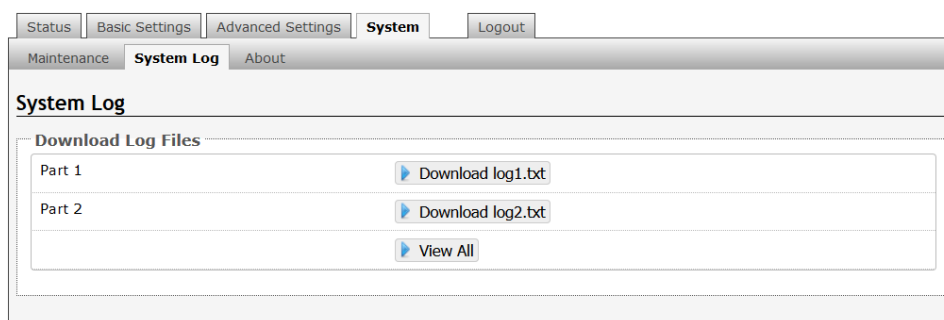 Status Basic Settings Advanced Settings System Logout
Maintenance System Log About
System Log
Download Log Files
Part 1 Download log1.txt
Part 2 Download log2.txt
View All